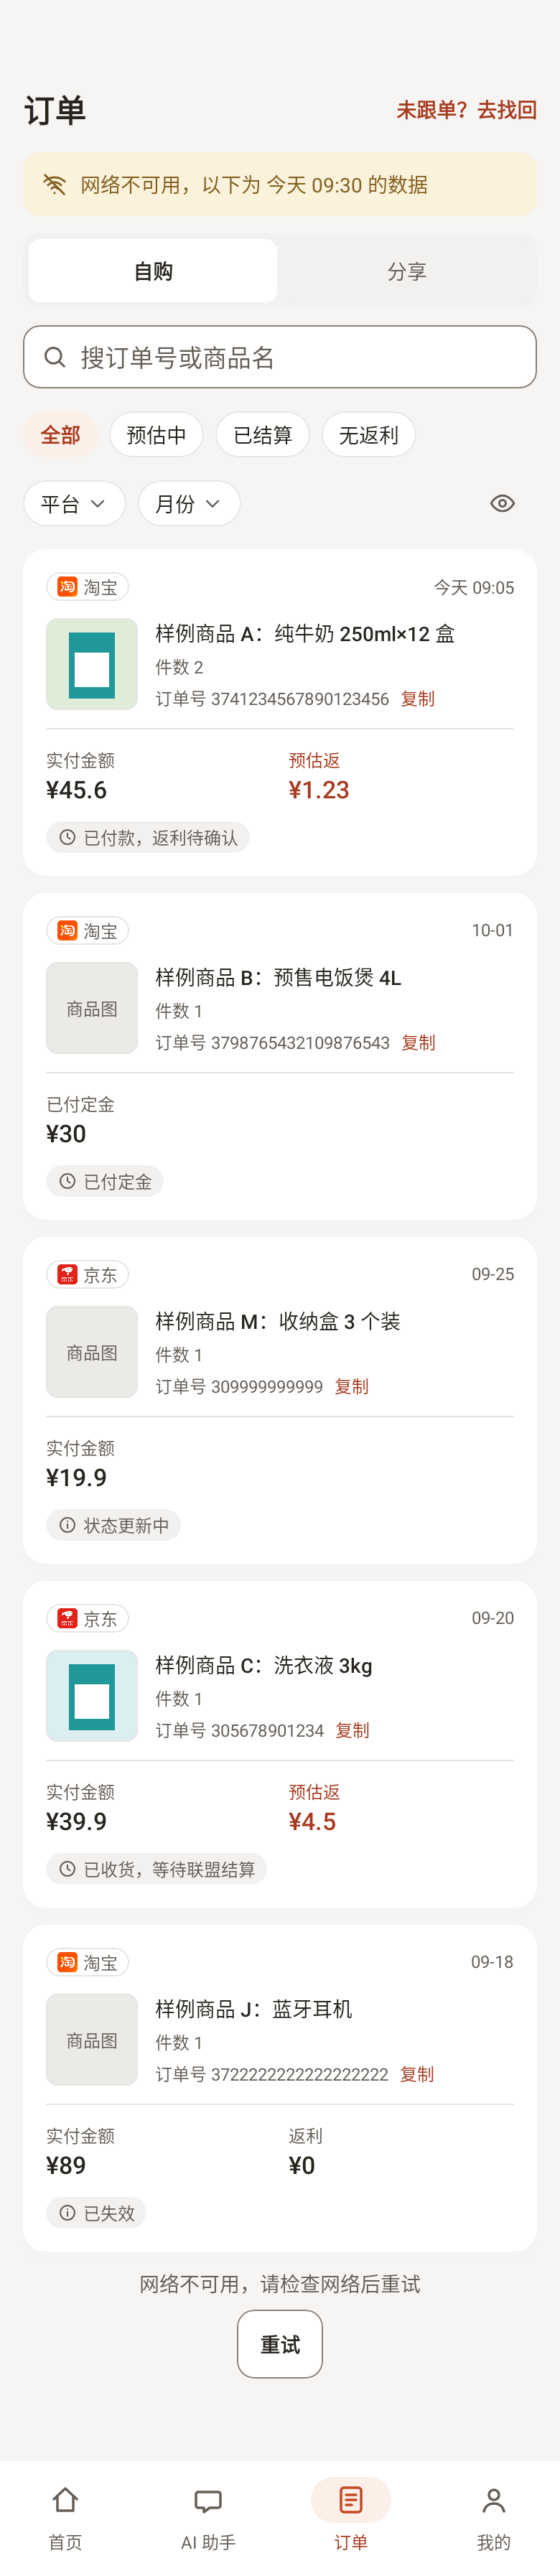 订单
未跟单？去找回
网络不可用，以下为 今天 09:30 的数据
自购
分享
搜订单号或商品名
全部
预估中
已结算
无返利
平台
月份
淘 淘宝
今天 09:05
样例商品 A：纯牛奶 250ml×12 盒
件数 2
订单号 3741234567890123456 复制
实付金额
预估返
¥45.6
¥1.23
已付款，返利待确认
淘 淘宝
10-01
商品图
样例商品 B：预售电饭煲 4L
件数 1
订单号 3798765432109876543 复制
已付定金
¥30
已付定金
京东 京东
09-25
商品图
样例商品 M：收纳盒 3 个装
件数 1
订单号 309999999999 复制
实付金额
¥19.9
状态更新中
京东 京东
09-20
样例商品 C：洗衣液 3kg
件数 1
订单号 305678901234 复制
实付金额
预估返
¥39.9
¥4.5
已收货，等待联盟结算
淘 淘宝
09-18
商品图
样例商品 J：蓝牙耳机
件数 1
订单号 3722222222222222222 复制
实付金额
返利
¥89
¥0
已失效
网络不可用，请检查网络后重试
重试
首页
AI 助手
订单
我的